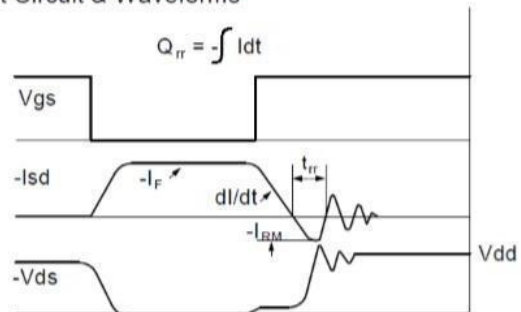 Circuit & Waveforms
Qrr = -∫ Idt
Vgs
trr
-Isd
-IF
dI/dt
-IRM
Vdd
-Vds